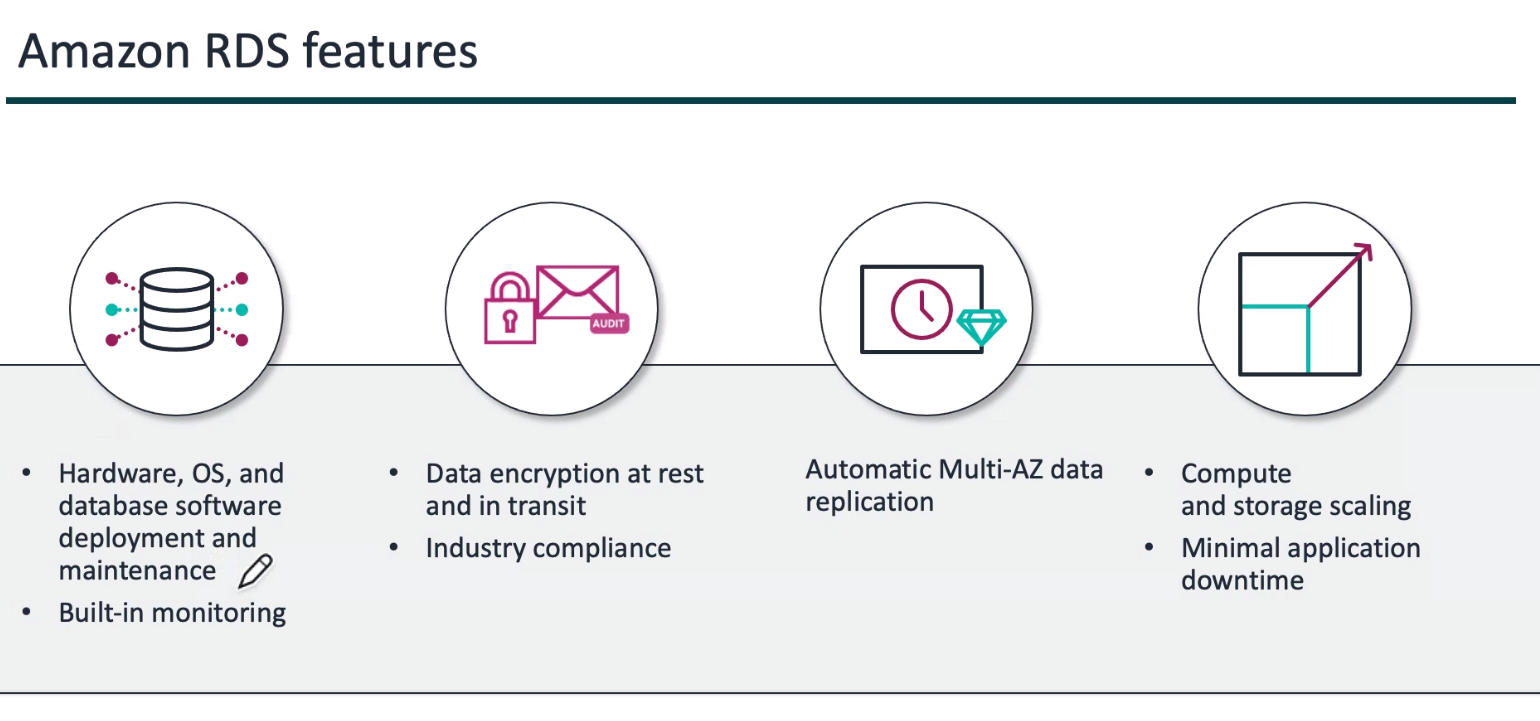 Amazon RDS features
AUDIT
• Hardware, OS, and
database software
deployment and
maintenance
• Built-in monitoring
• Data encryption at rest
and in transit
• Industry compliance
Automatic Multi-AZ data
replication
• Compute
and storage scaling
• Minimal application
downtime